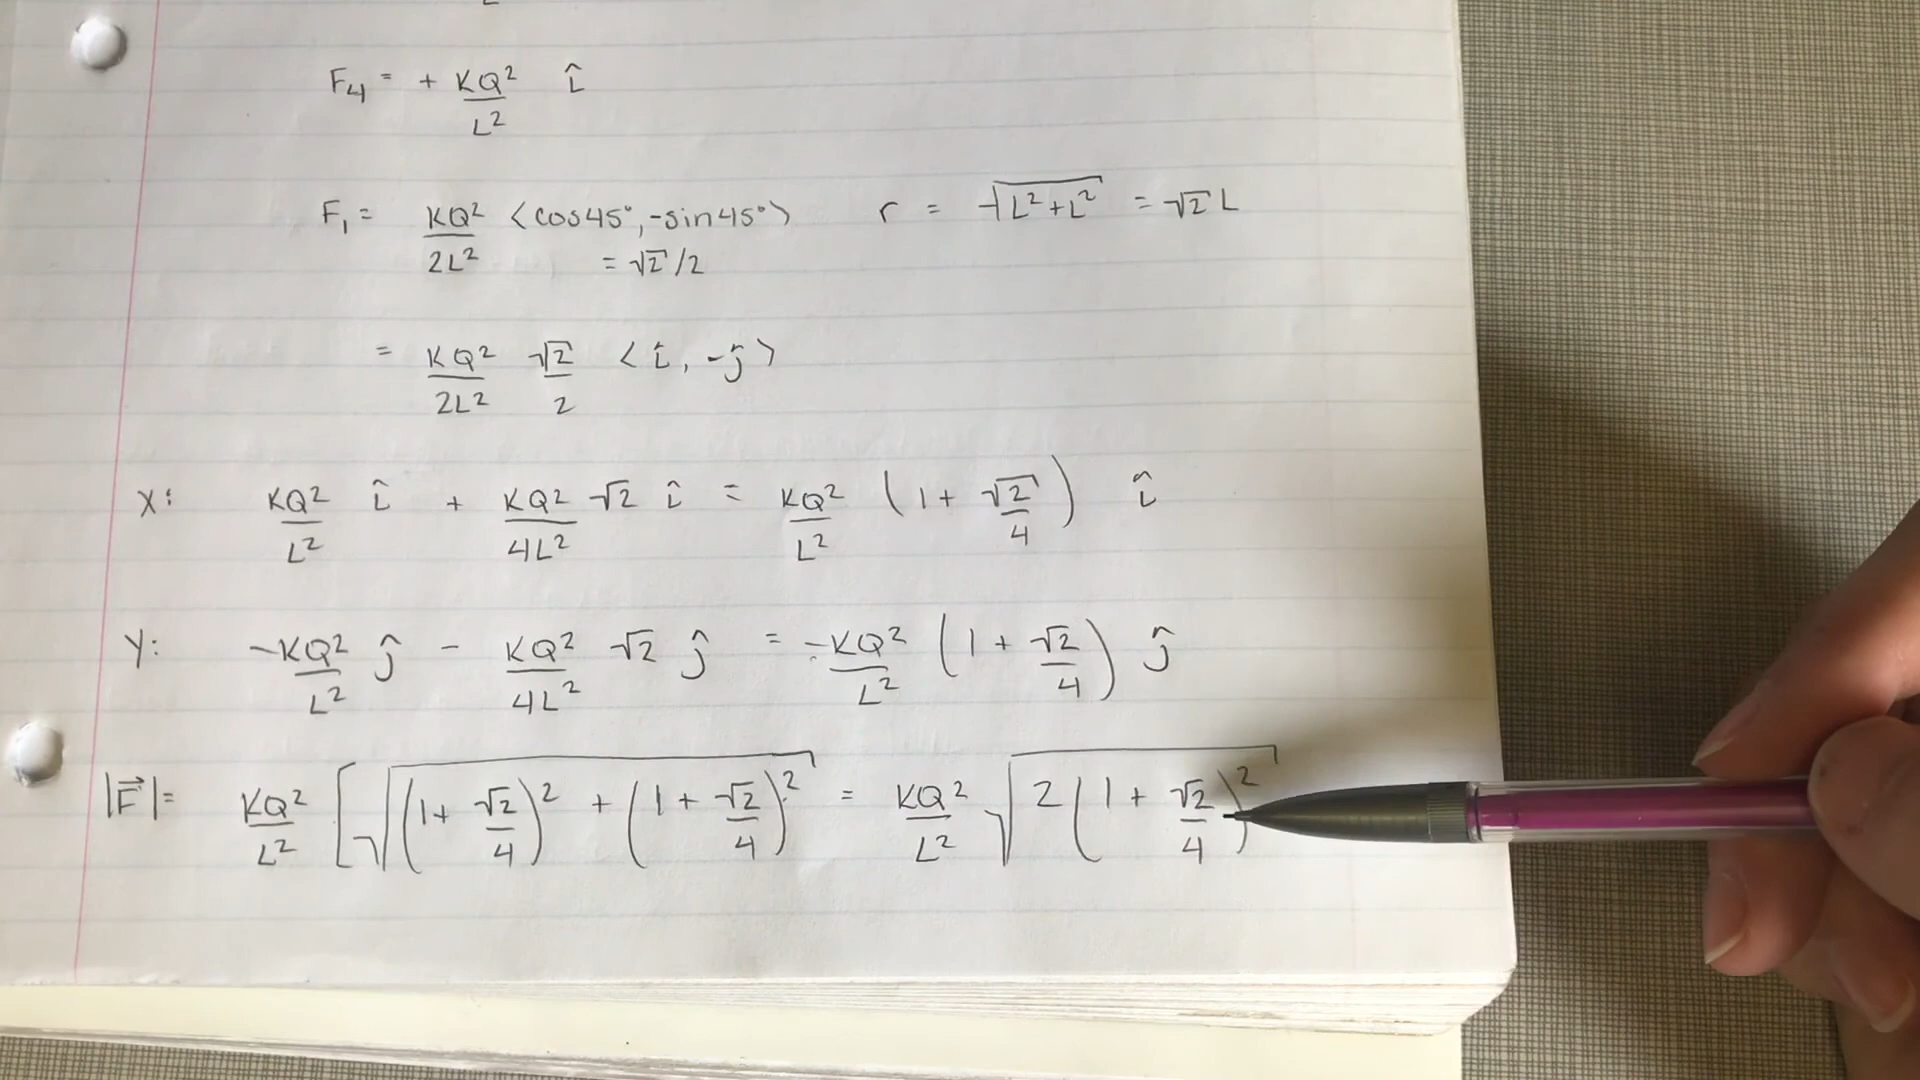 F₄ = + KQ²/L² î
F₁ = KQ²/2L² ⟨cos45°, -sin45°⟩ r = √(L²+L²) = √2 L
= √2/2
= KQ²/2L² √2/2 ⟨î, -ĵ⟩
X: KQ²/L² î + KQ²/4L² √2 î = KQ²/L² (1 + √2/4) î
Y: -KQ²/L² ĵ - KQ²/4L² √2 ĵ = -KQ²/L² (1 + √2/4) ĵ
|F⃗| = KQ²/L² [√((1 + √2/4)² + (1 + √2/4)²) = KQ²/L² √(2(1 + √2/4)²)